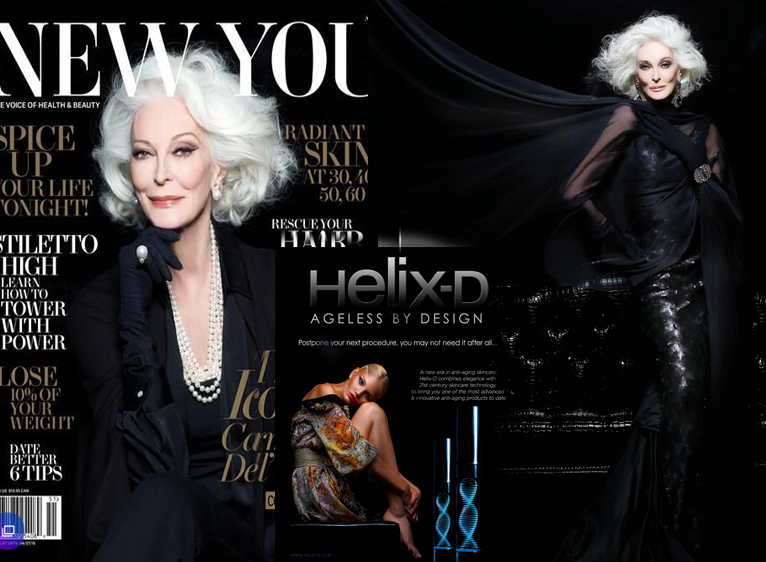 NEW YOU
E VOICE OF HEALTH & BEAUTY
SPICE
UP
YOUR LIFE
TONIGHT!
STILETTO
HIGH
LEARN
HOW TO
TOWER
WITH
POWER
LOSE
10% OF
YOUR
WEIGHT
DATE
BETTER
6 TIPS
RADIANT
SKIN
AT 30, 40
50, 60
RESCUE YOUR
HAIR
Ico
Car
Del'
Helix-D
AGELESS BY DESIGN
Postpone your next procedure, you may not need it after all...
A new era in anti-aging skincare
Helix-D combines elegance with
21st century skincare technology
to bring you one of the most advanced
& innovative anti-aging products to date